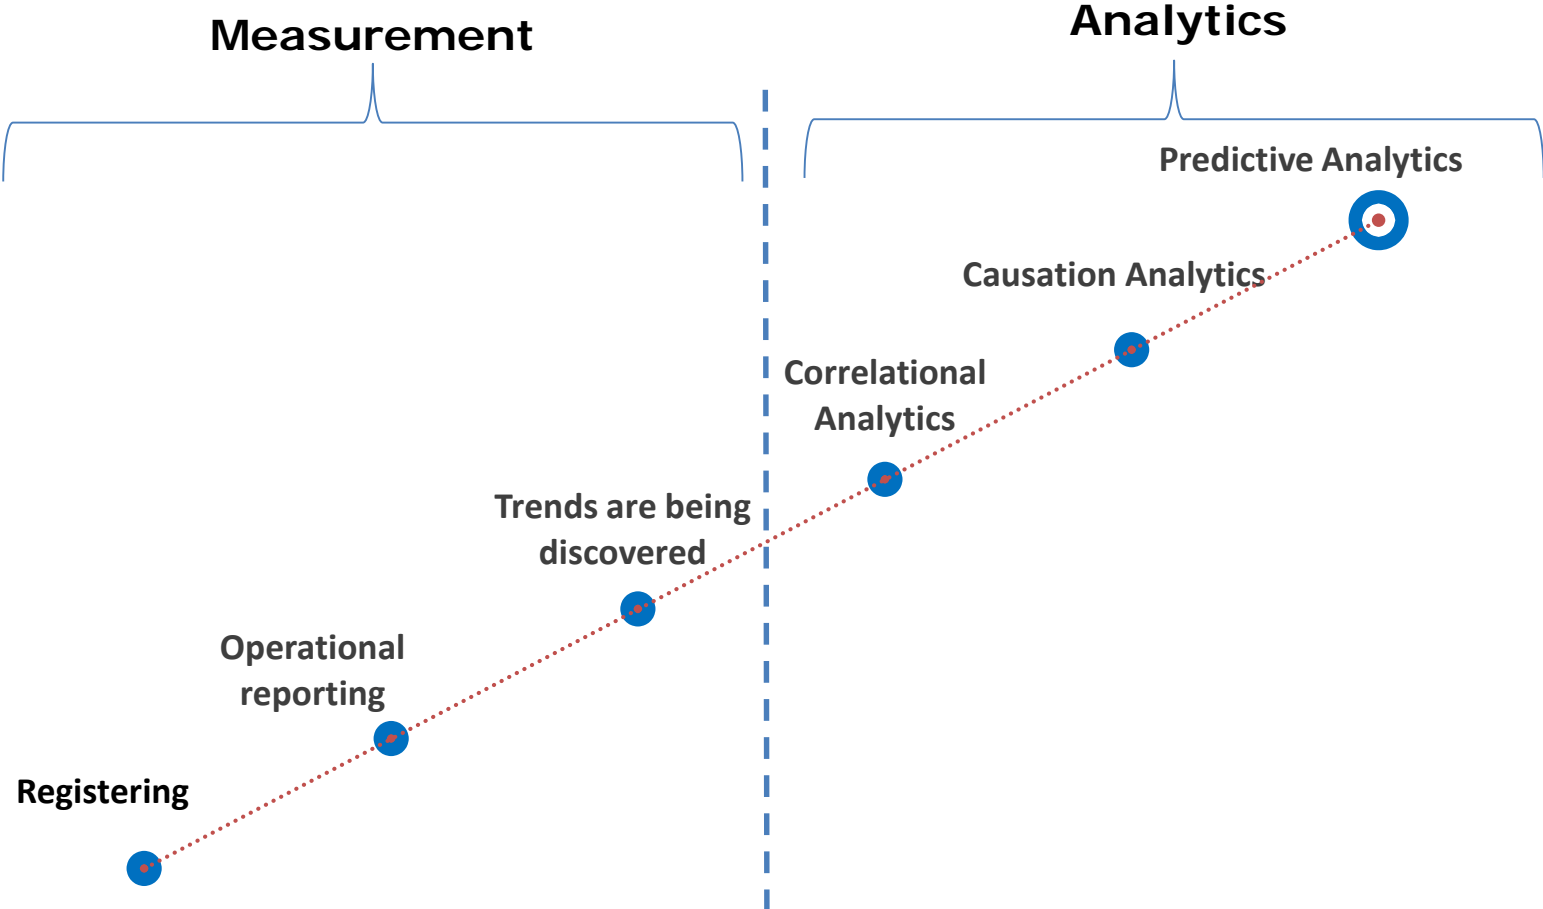 Measurement
Analytics
Predictive Analytics
Causation Analytics
Correlational
Analytics
Trends are being
discovered
Operational
reporting
Registering